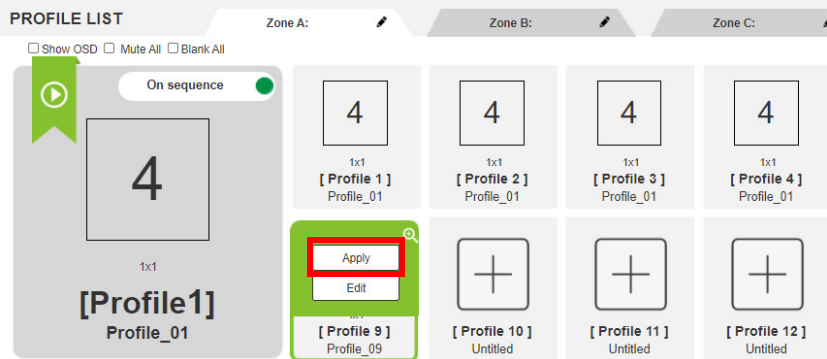 PROFILE LIST
Zone A:
Zone B:
Zone C:
Show OSD Mute All Blank All
On sequence
4
1x1
[Profile1]
Profile_01
4
1x1
[ Profile 1 ]
Profile_01
4
1x1
[ Profile 2 ]
Profile_01
4
1x1
[ Profile 3 ]
Profile_01
4
1x1
[ Profile 4 ]
Profile_01
Apply
Edit
[ Profile 9 ]
Profile_09
[ Profile 10 ]
Untitled
[ Profile 11 ]
Untitled
[ Profile 12 ]
Untitled